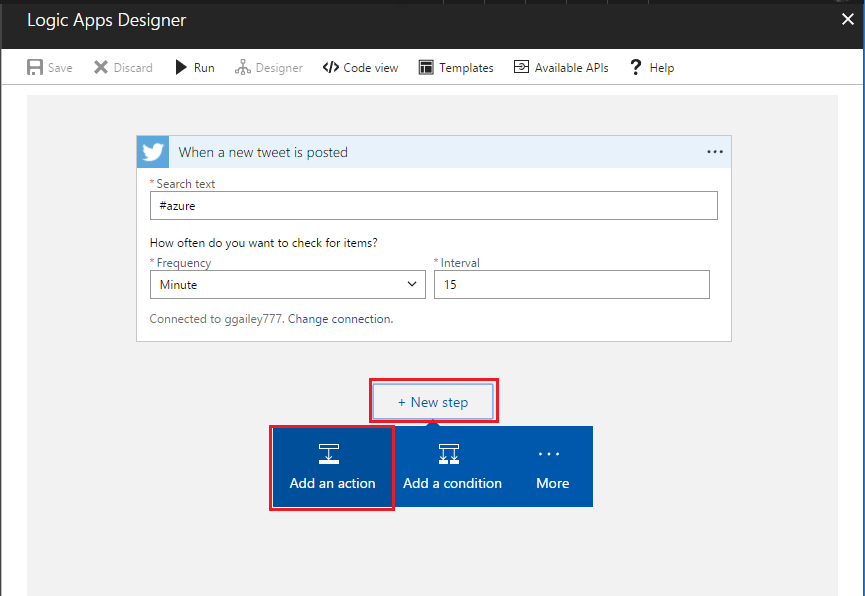 Logic Apps Designer
Save Discard Run Designer </> Code view Templates Available APIs ? Help
When a new tweet is posted
*Search text
#azure
How often do you want to check for items?
*Frequency *Interval
Minute 15
Connected to ggailey777. Change connection.
+ New step
Add an action Add a condition More